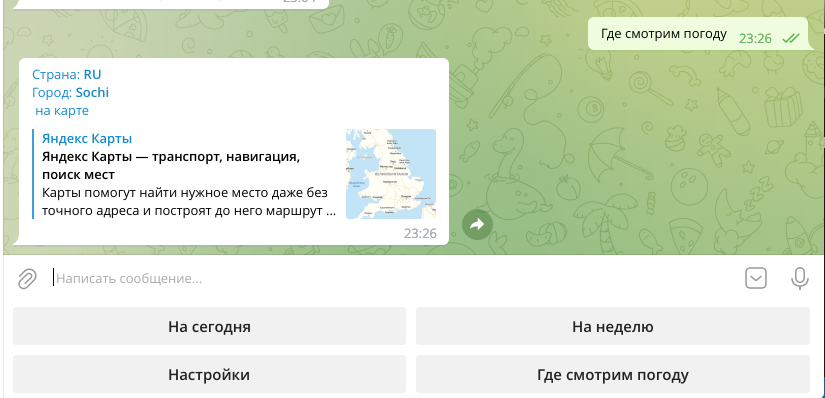 Где смотрим погоду 23:26
Страна: RU
Город: Sochi
на карте
Яндекс Карты
Яндекс Карты — транспорт, навигация,
поиск мест
Карты помогут найти нужное место даже без
точного адреса и построят до него маршрут ...
23:26
Написать сообщение...
На сегодня
На неделю
Настройки
Где смотрим погоду